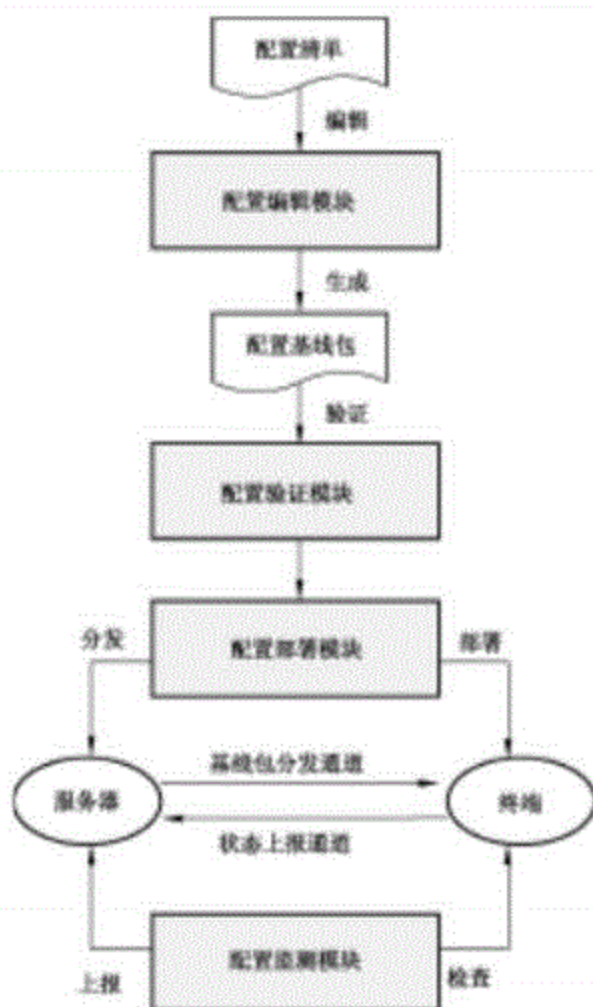 配置清单
编辑
配置编辑模块
生成
配置基线包
验证
配置验证模块
分发
配置部署模块
部署
基线包分发通道
服务器
终端
状态上报通道
上报
配置监测模块
检查